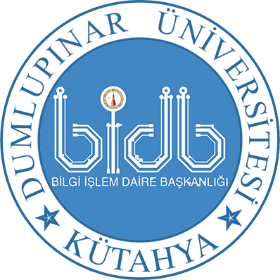 DUMLUPINAR ÜNİVERSİTESİ
bidb
BİLGİ İŞLEM DAİRE BAŞKANLIĞI
KÜTAHYA